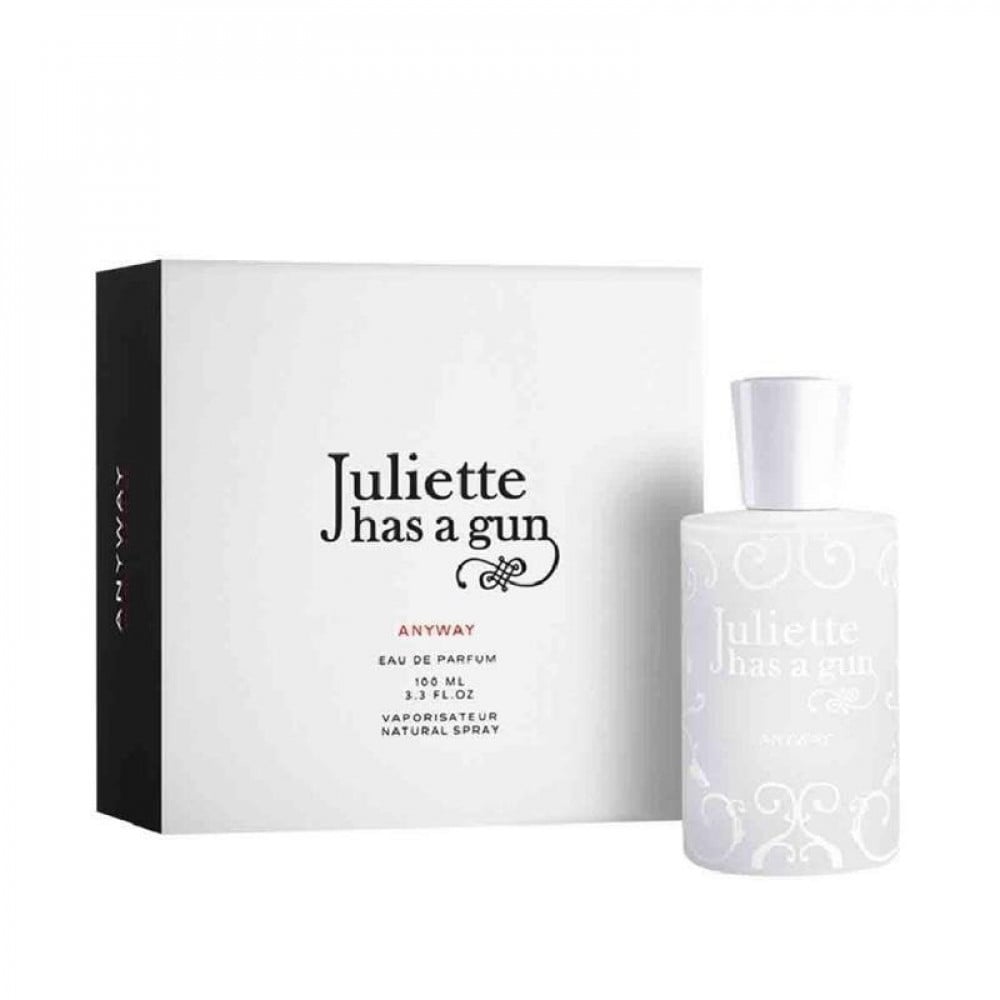 ANYWAY
Juliette
has a gun
ANYWAY
EAU DE PARFUM
100 ML
3.3 FL.OZ
VAPORISATEUR
NATURAL SPRAY
Juliette
has a gun
ANYWAY